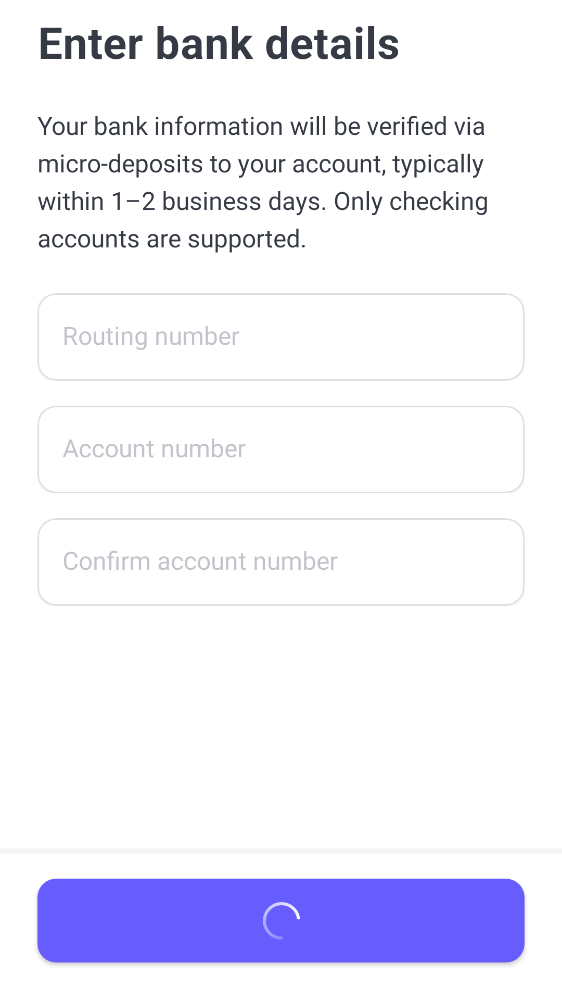 Enter bank details
Your bank information will be verified via
micro-deposits to your account, typically
within 1–2 business days. Only checking
accounts are supported.
Routing number
Account number
Confirm account number